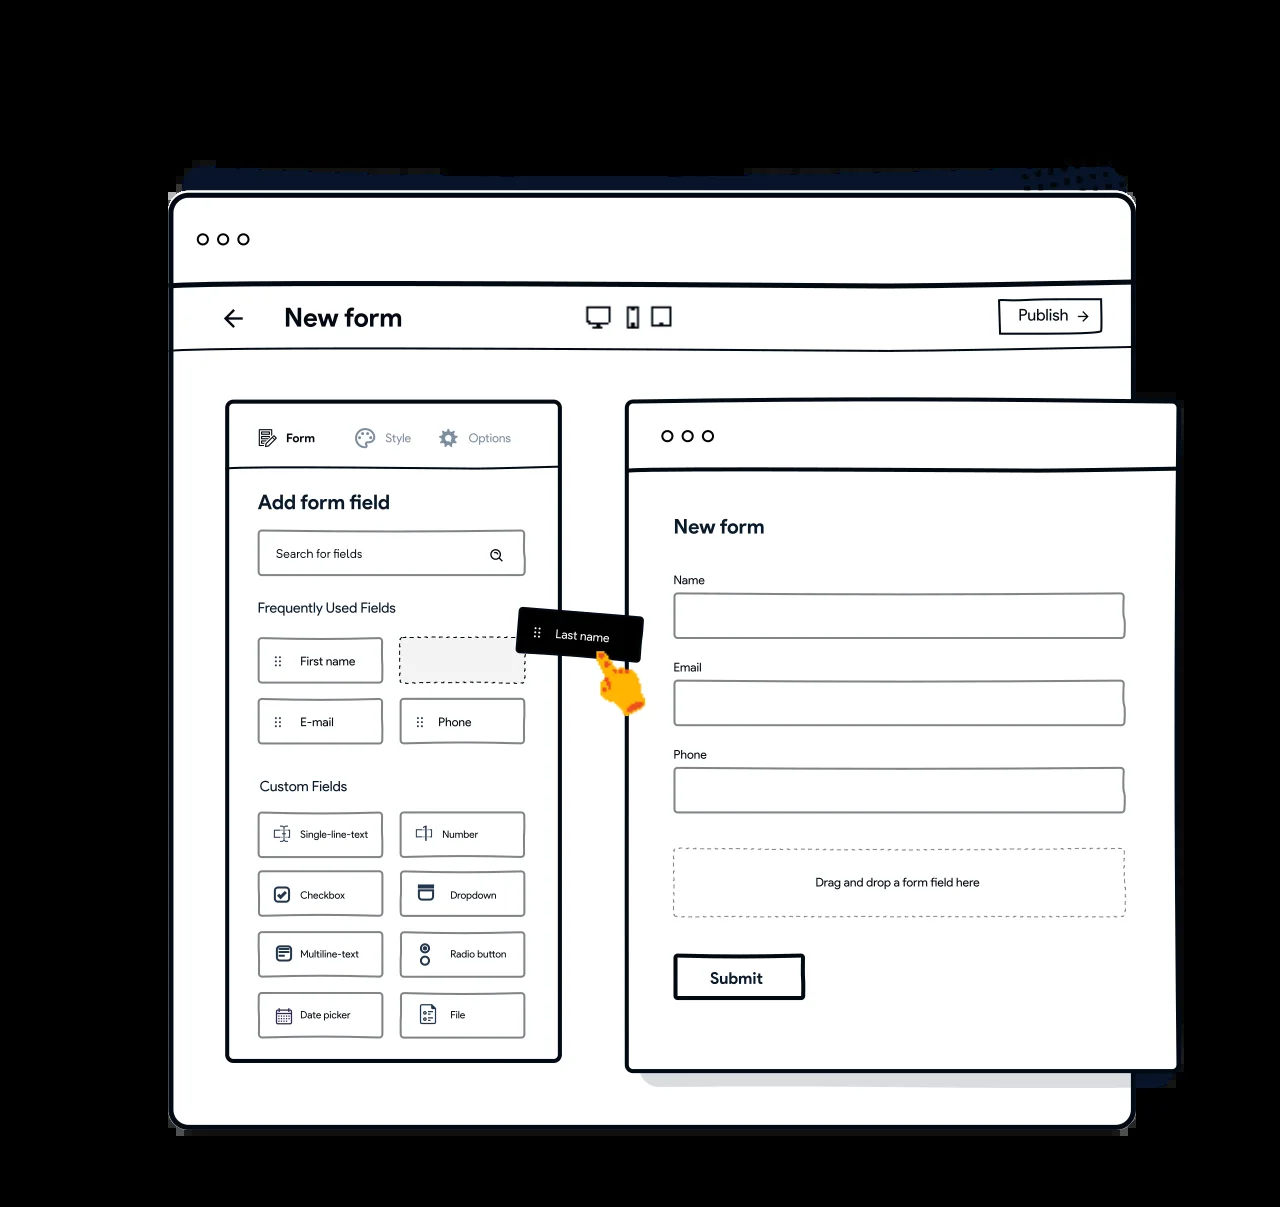 New form
Publish
Form
Style
Options
Add form field
Search for fields
Frequently Used Fields
First name
Last name
E-mail
Phone
Custom Fields
Single-line-text
Number
Checkbox
Dropdown
Multiline-text
Radio button
Date picker
File
New form
Name
Email
Phone
Drag and drop a form field here
Submit